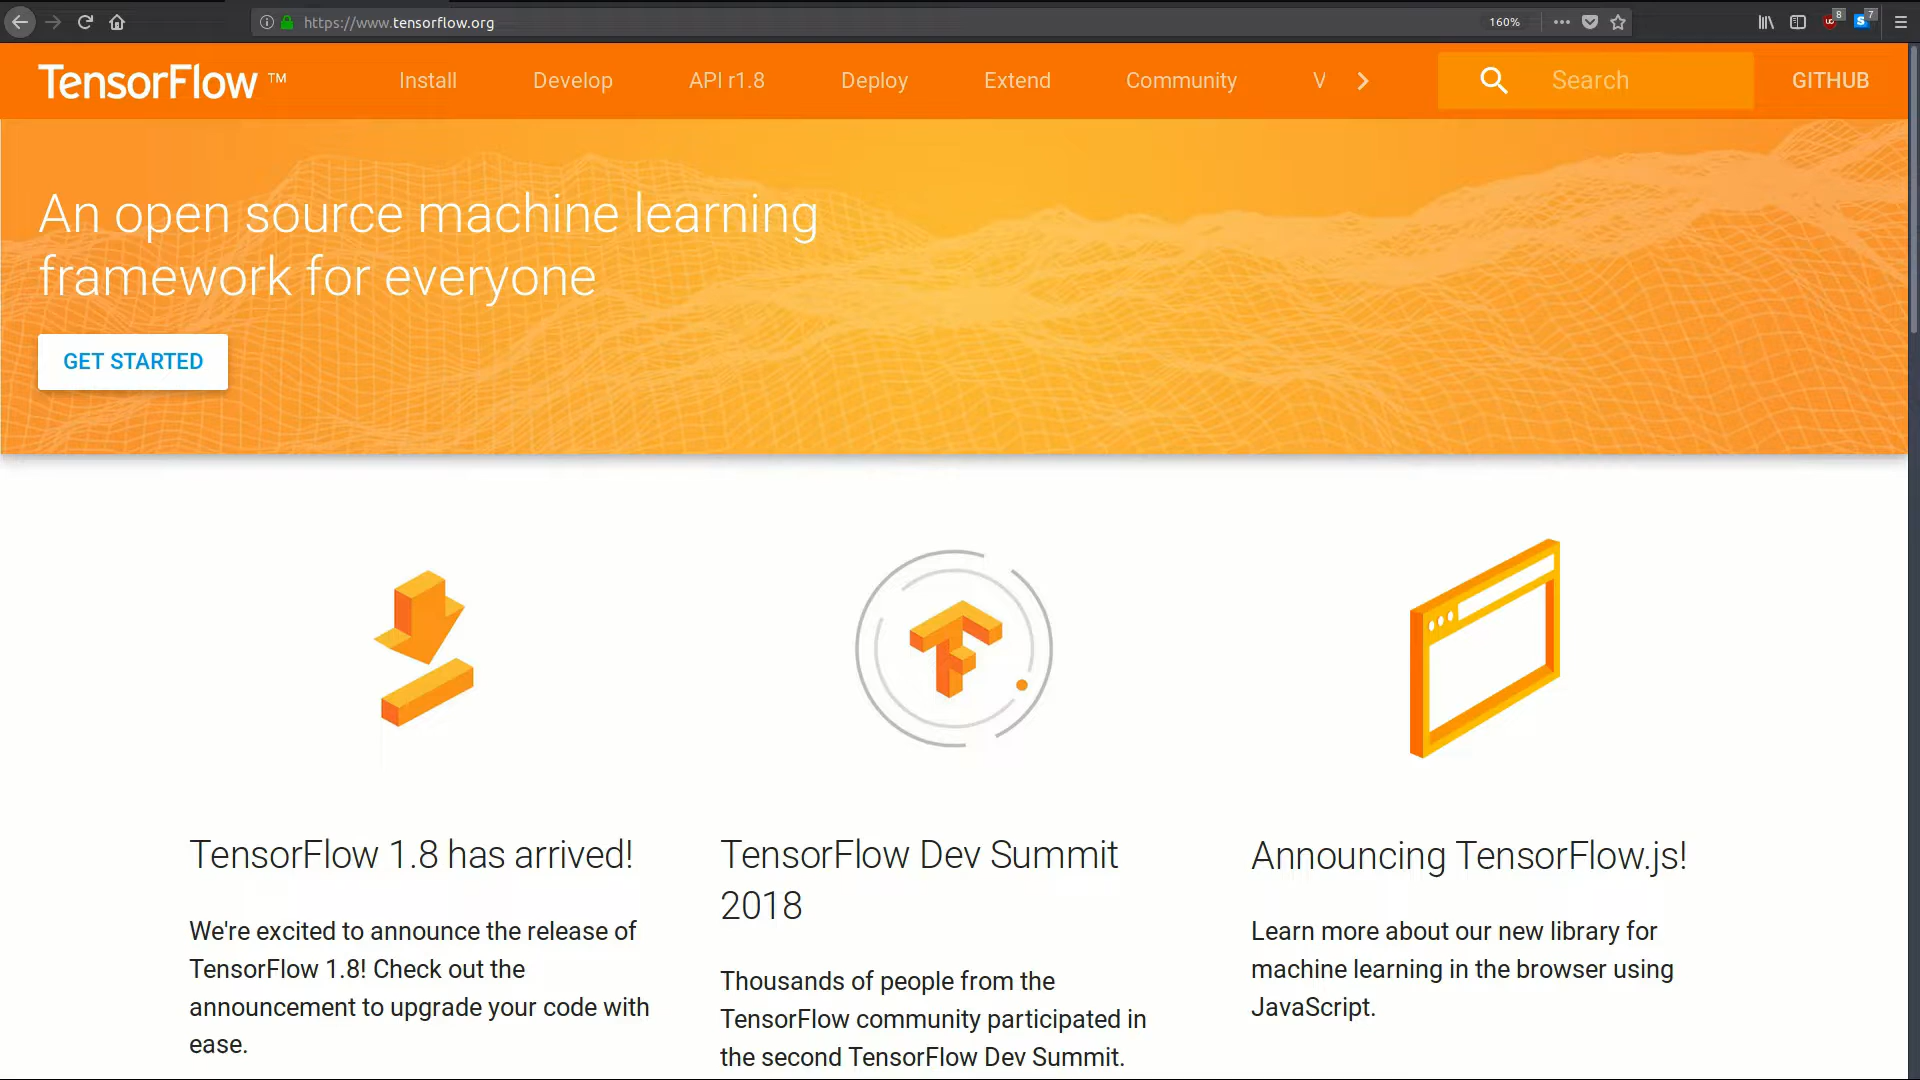 https://www.tensorflow.org
160%
8
7
TensorFlow ™
Install
Develop
API r1.8
Deploy
Extend
Community
V
Search
GITHUB
An open source machine learning
framework for everyone
GET STARTED
TensorFlow 1.8 has arrived!
We're excited to announce the release of
TensorFlow 1.8! Check out the
announcement to upgrade your code with
ease.
TensorFlow Dev Summit
2018
Thousands of people from the
TensorFlow community participated in
the second TensorFlow Dev Summit.
Announcing TensorFlow.js!
Learn more about our new library for
machine learning in the browser using
JavaScript.